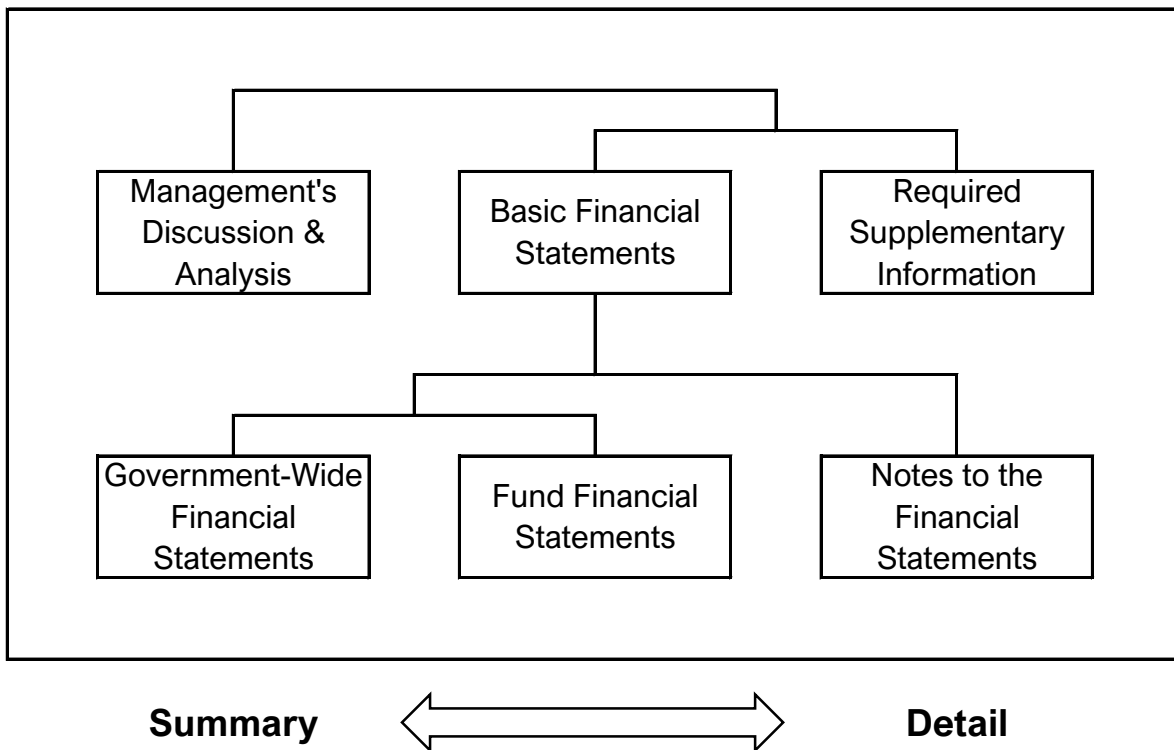 Management's
Discussion &
Analysis
Basic Financial
Statements
Required
Supplementary
Information
Government-Wide
Financial
Statements
Fund Financial
Statements
Notes to the
Financial
Statements
Summary
Detail